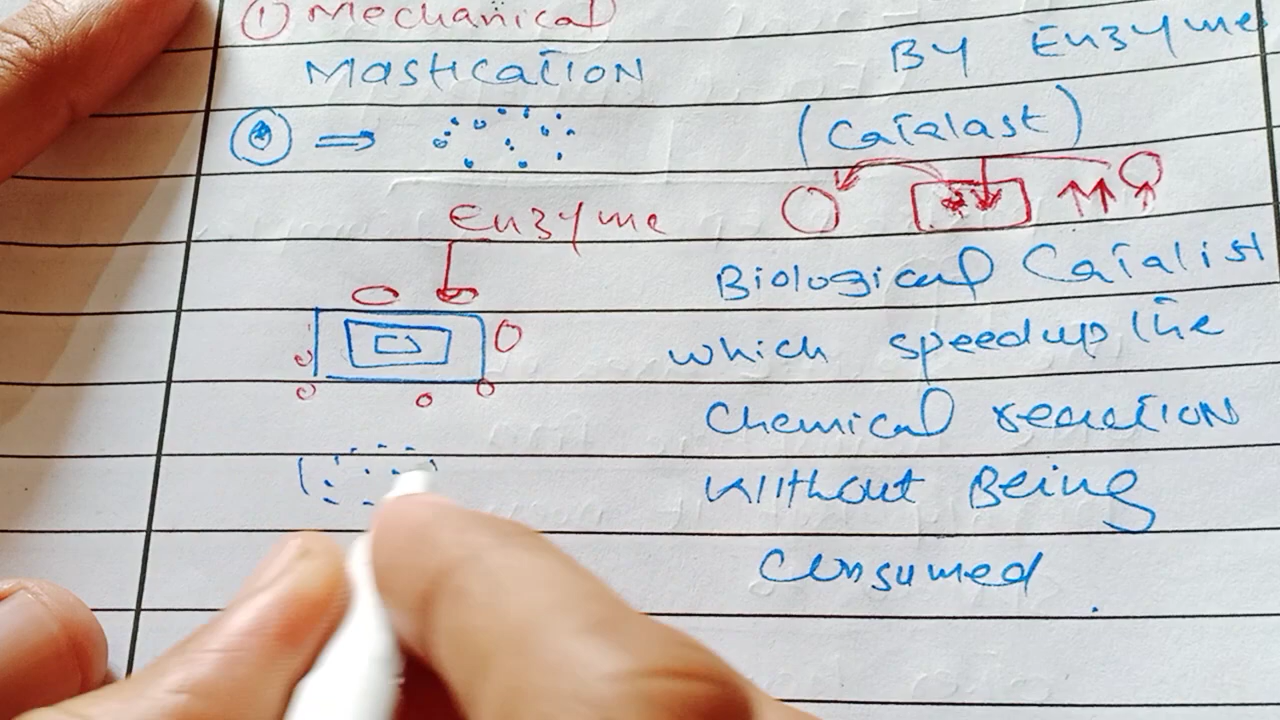 ① Mechanical
Mastication
By Enzyme
(Catalast)
Enzyme
Biological Catalist
which speedup the
Chemical reaction
without Being
Consumed.